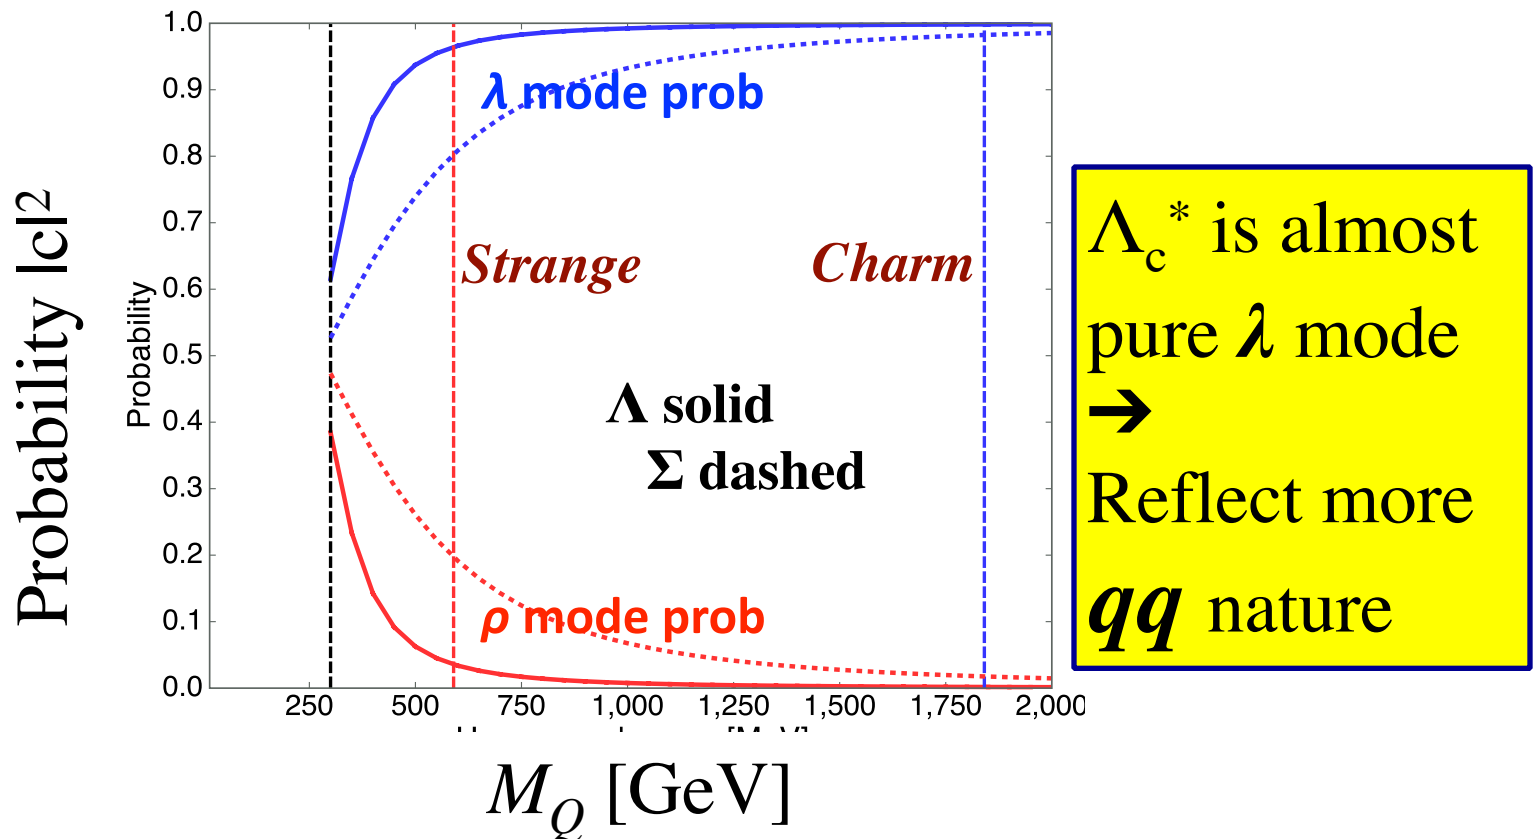 Probability |c|²
Probability
1.0
0.9
0.8
0.7
0.6
0.5
0.4
0.3
0.2
0.1
0.0
λ mode prob
Strange
Charm
Λ solid
Σ dashed
ρ mode prob
250 500 750 1,000 1,250 1,500 1,750 2,000
[MeV]
M_Q [GeV]
Λc* is almost
pure λ mode
➔
Reflect more
qq nature